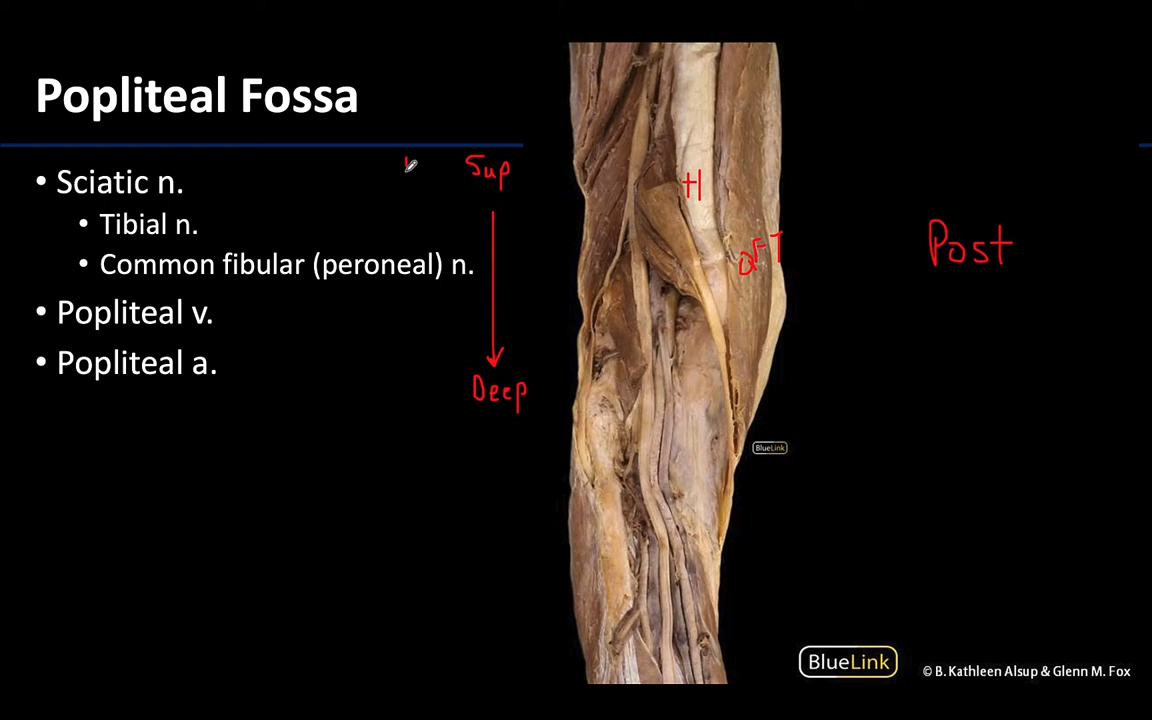 Popliteal Fossa
• Sciatic n.
• Tibial n.
• Common fibular (peroneal) n.
• Popliteal v.
• Popliteal a.
Sup
Deep
H
Post
BlueLink
BlueLink
© B. Kathleen Alsup & Glenn M. Fox